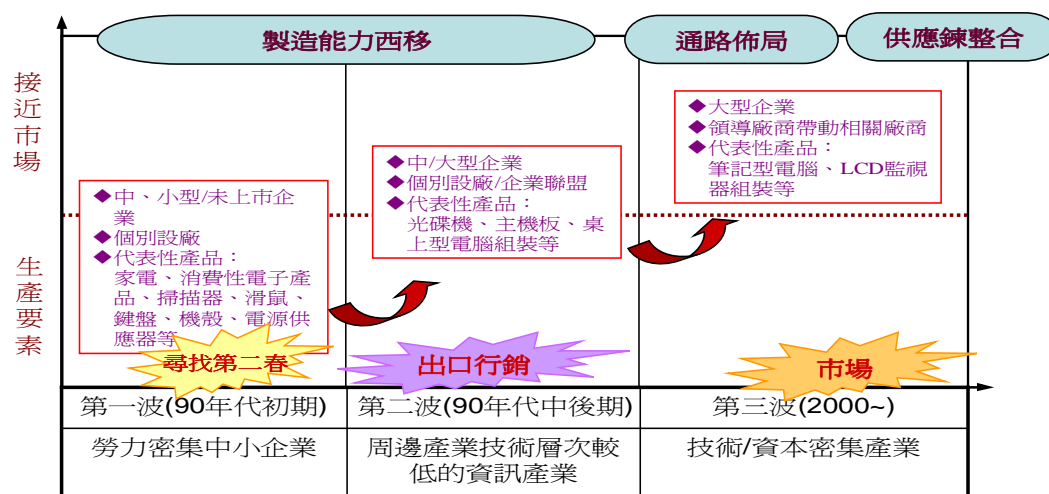 製造能力西移
通路佈局
供應鍊整合
接近市場
生產要素
◆中、小型/未上市企
業
◆個別設廠
◆代表性產品：
家電、消費性電子產
品、掃描器、滑鼠、
鍵盤、機殼、電源供
應器等
◆中/大型企業
◆個別設廠/企業聯盟
◆代表性產品：
光碟機、主機板、桌
上型電腦組裝等
◆大型企業
◆領導廠商帶動相關廠商
◆代表性產品：
筆記型電腦、LCD監視
器組裝等
尋找第二春
出口行銷
市場
第一波(90年代初期)
第二波(90年代中後期)
第三波(2000~)
勞力密集中小企業
周邊產業技術層次較
低的資訊產業
技術/資本密集產業